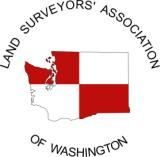 LAND SURVEYORS' ASSOCIATION
OF WASHINGTON